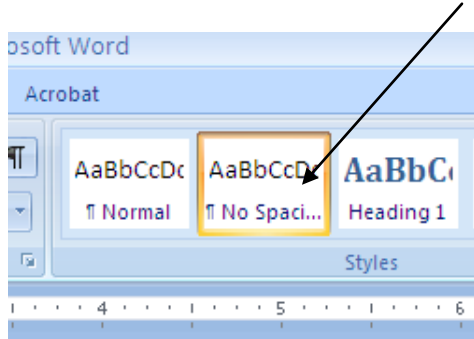 osoft Word
Acrobat
¶
AaBbCcDc AaBbCcDc AaBbC
¶ Normal ¶ No Spaci... Heading 1
Styles
4 5 6